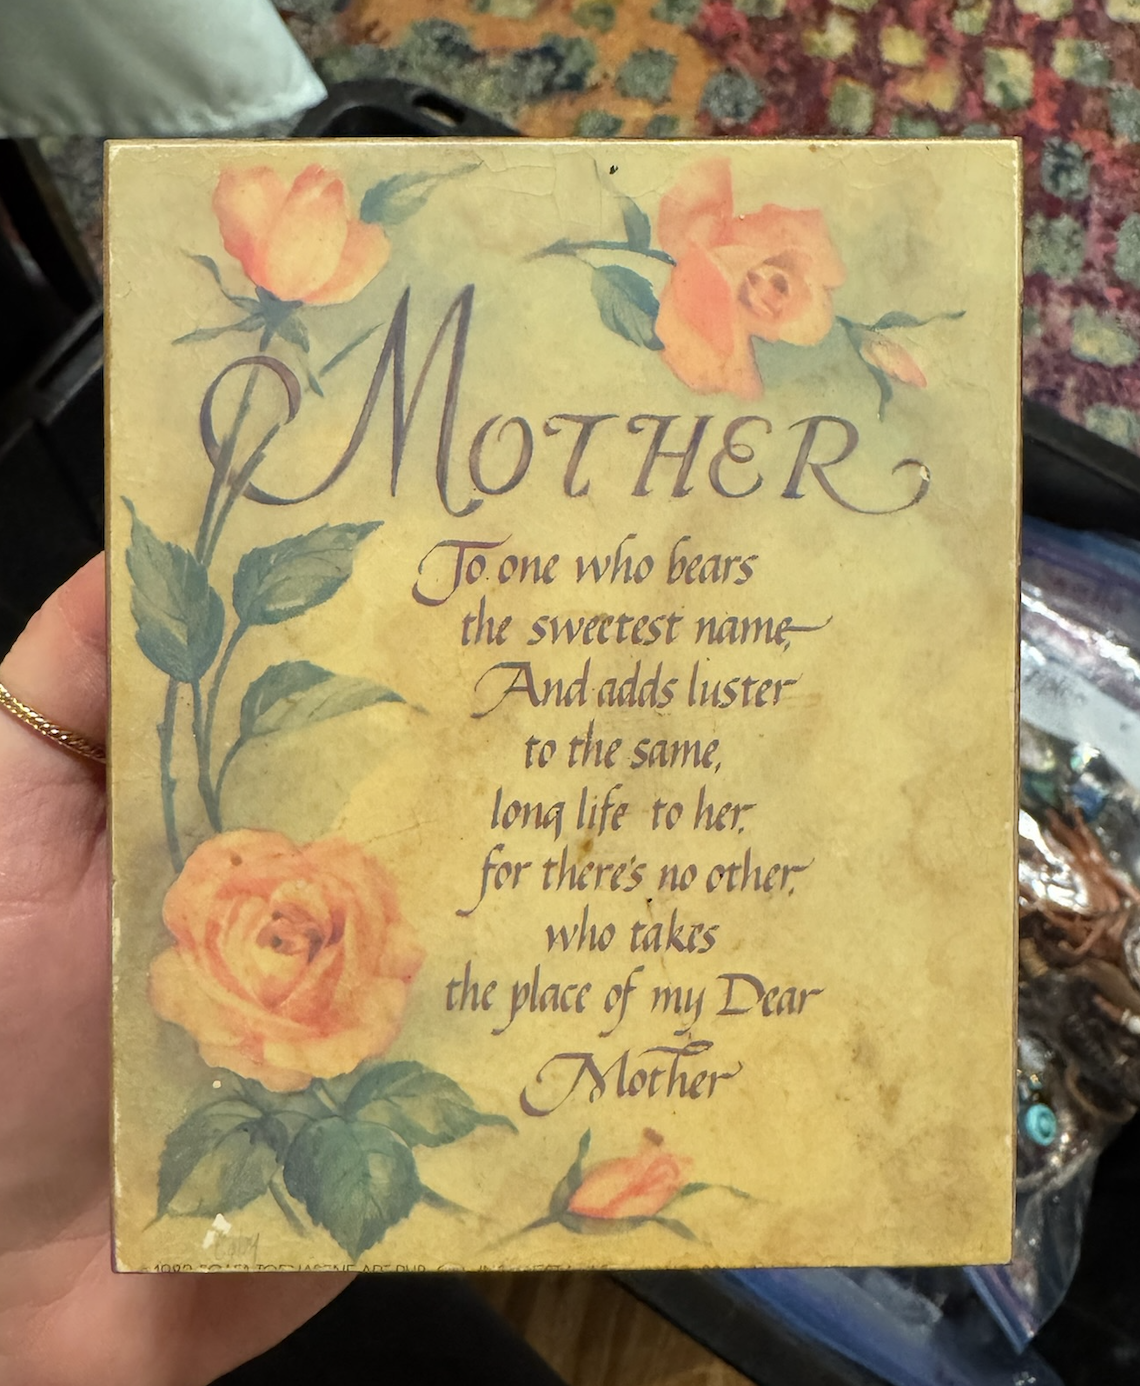 MOTHER
To one who bears
the sweetest name,
And adds luster
to the same,
long life to her,
for there's no other,
who takes
the place of my Dear
Mother
1982